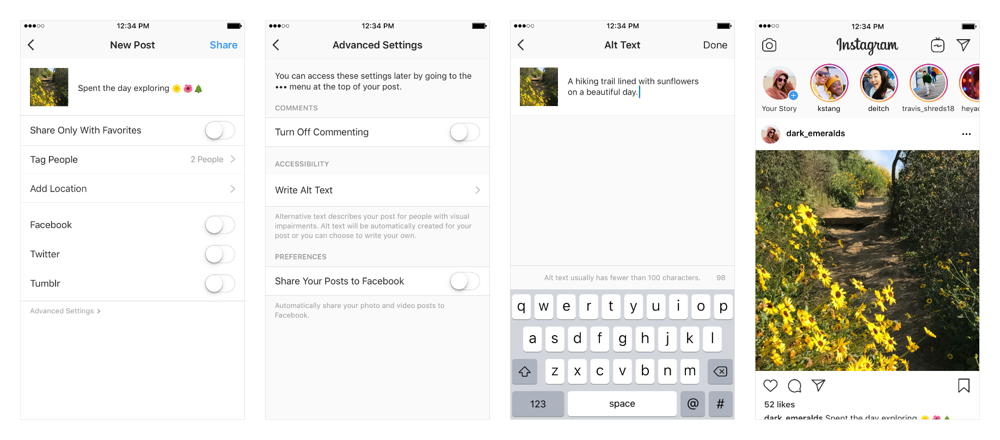 12:34 PM
New Post
Share
Spent the day exploring 🌼🌺🌲
Share Only With Favorites
Tag People
2 People
Add Location
Facebook
Twitter
Tumblr
Advanced Settings >
12:34 PM
Advanced Settings
You can access these settings later by going to the
••• menu at the top of your post.
COMMENTS
Turn Off Commenting
ACCESSIBILITY
Write Alt Text
Alternative text describes your post for people with visual
impairments. Alt text will be automatically created for your
post or you can choose to write your own.
PREFERENCES
Share Your Posts to Facebook
Automatically share your photo and video posts to
Facebook.
12:34 PM
Alt Text
Done
A hiking trail lined with sunflowers
on a beautiful day.
Alt text usually has fewer than 100 characters. 98
q w e r t y u i o p
a s d f g h j k l
z x c v b n m
123 space @ #
12:34 PM
Instagram
Your Story kstang deitch travis_shreds18
dark_emeralds
52 likes
dark_emeralds Spent the day exploring 🌼🌺🌲